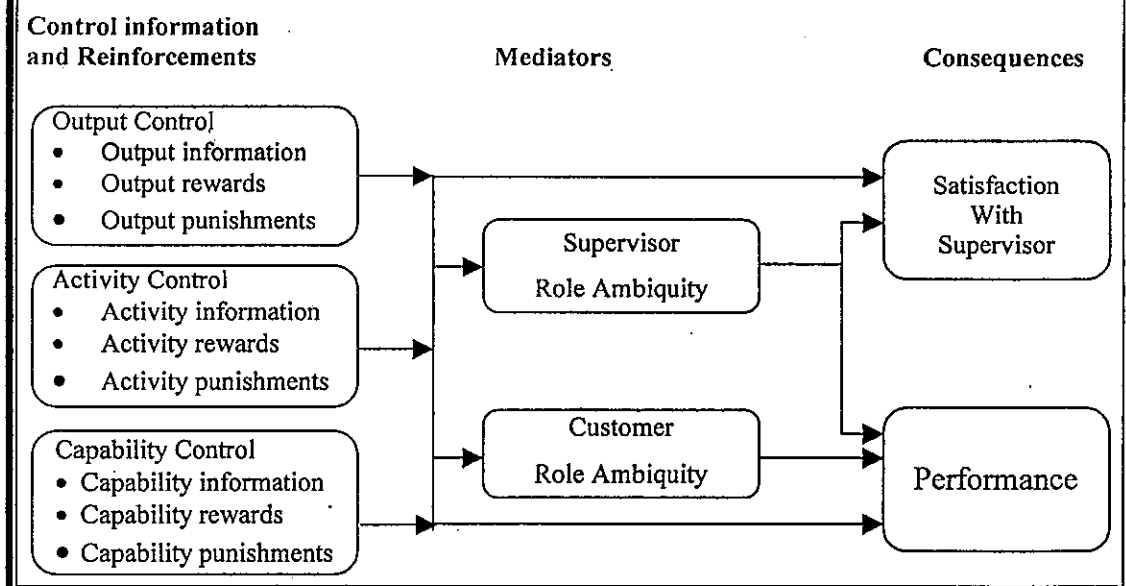 Control information
and Reinforcements
Mediators
Consequences
Output Control
• Output information
• Output rewards
• Output punishments
Activity Control
• Activity information
• Activity rewards
• Activity punishments
Capability Control
• Capability information
• Capability rewards
• Capability punishments
Supervisor
Role Ambiquity
Customer
Role Ambiquity
Satisfaction
With
Supervisor
Performance